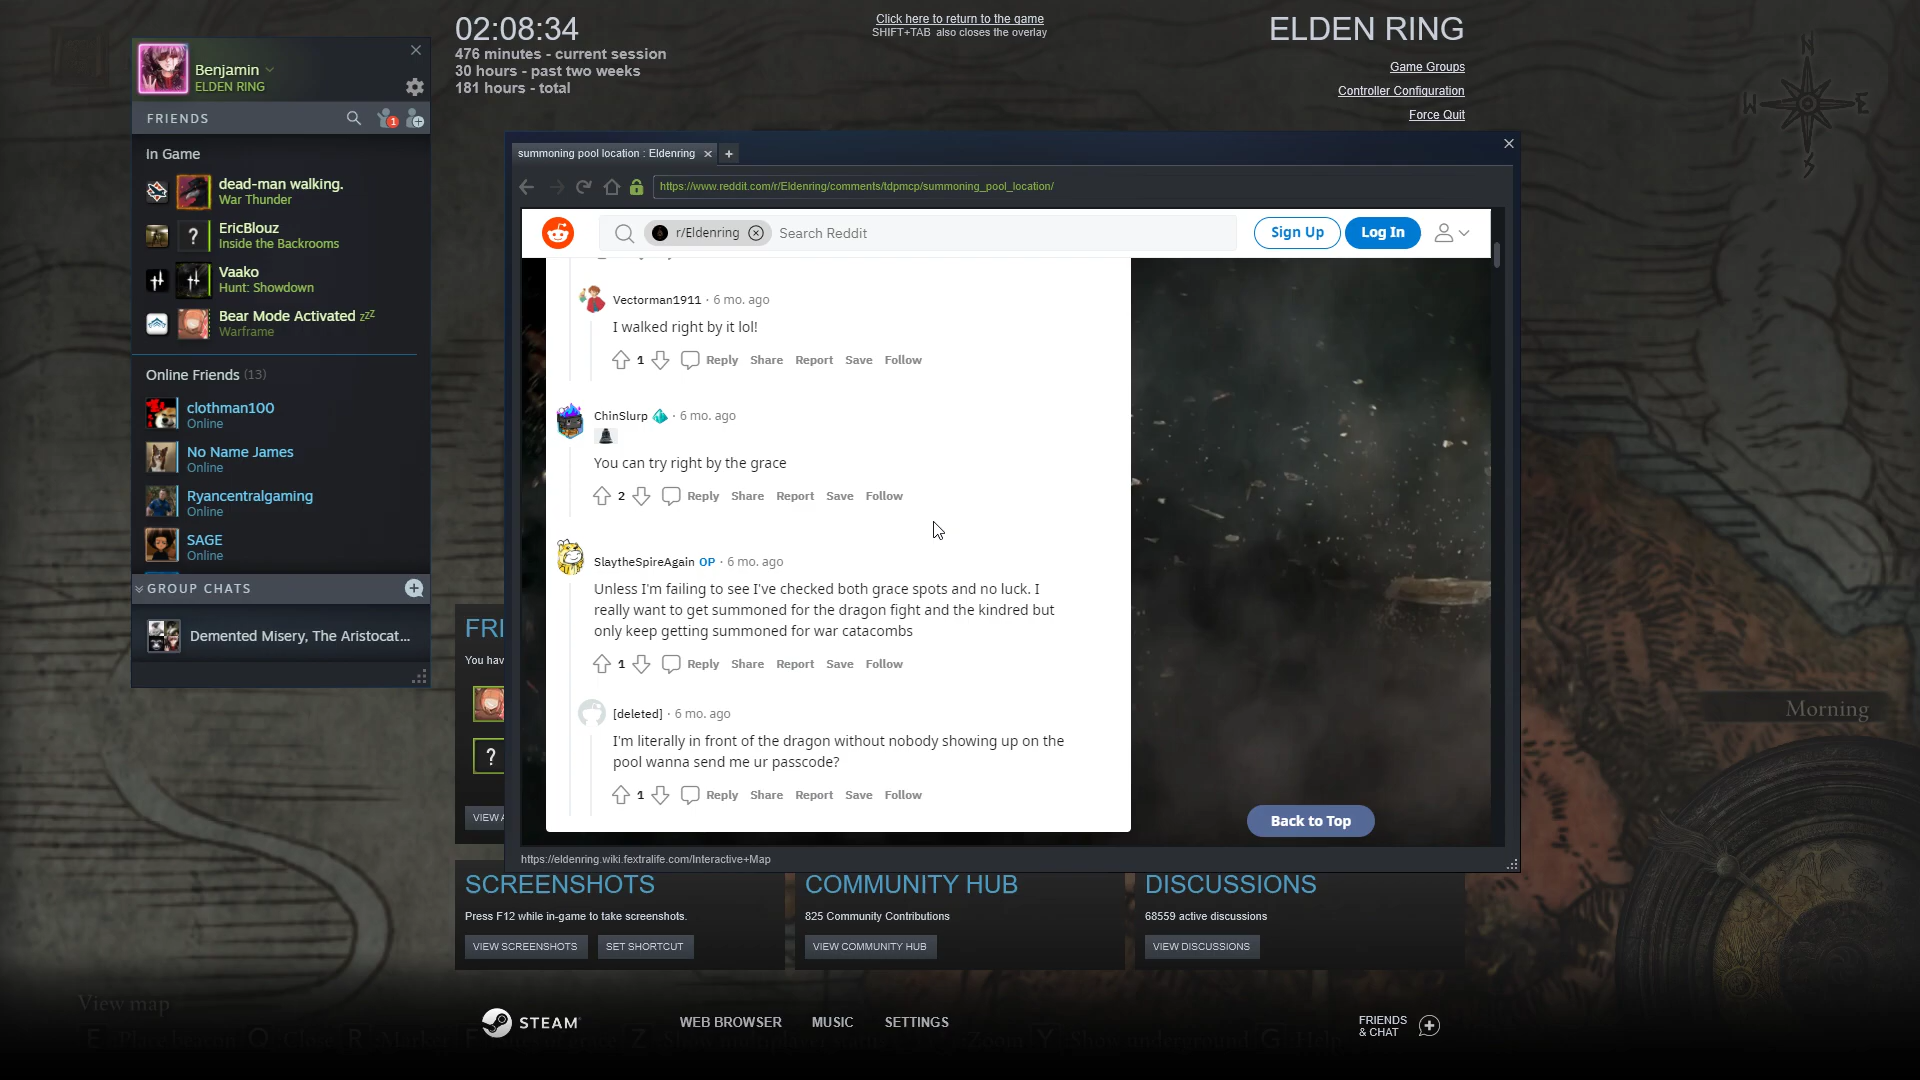 02:08:34
476 minutes - current session
30 hours - past two weeks
181 hours - total
Click here to return to the game
SHIFT+TAB also closes the overlay
ELDEN RING
Game Groups
Controller Configuration
Force Quit
Benjamin
ELDEN RING
FRIENDS
1
In Game
dead-man walking.
War Thunder
EricBlouz
Inside the Backrooms
Vaako
Hunt: Showdown
Bear Mode Activated zzz
Warframe
Online Friends (13)
clothman100
Online
No Name James
Online
Ryancentralgaming
Online
SAGE
Online
GROUP CHATS
Demented Misery, The Aristocat...
summoning pool location : Eldenring
https://www.reddit.com/r/Eldenring/comments/tdpmcp/summoning_pool_location/
r/Eldenring
Search Reddit
Sign Up
Log In
Vectorman1911 · 6 mo. ago
I walked right by it lol!
1 Reply Share Report Save Follow
ChinSlurp · 6 mo. ago
You can try right by the grace
2 Reply Share Report Save Follow
SlaytheSpireAgain OP · 6 mo. ago
Unless I'm failing to see I've checked both grace spots and no luck. I
really want to get summoned for the dragon fight and the kindred but
only keep getting summoned for war catacombs
1 Reply Share Report Save Follow
[deleted] · 6 mo. ago
I'm literally in front of the dragon without nobody showing up on the
pool wanna send me ur passcode?
1 Reply Share Report Save Follow
Back to Top
https://eldenring.wiki.fextralife.com/Interactive+Map
FRI
You hav
?
VIEW A
Morning
SCREENSHOTS
Press F12 while in-game to take screenshots.
VIEW SCREENSHOTS
SET SHORTCUT
COMMUNITY HUB
825 Community Contributions
VIEW COMMUNITY HUB
DISCUSSIONS
68559 active discussions
VIEW DISCUSSIONS
View map
STEAM
WEB BROWSER
MUSIC
SETTINGS
FRIENDS
& CHAT
N
W
E
S